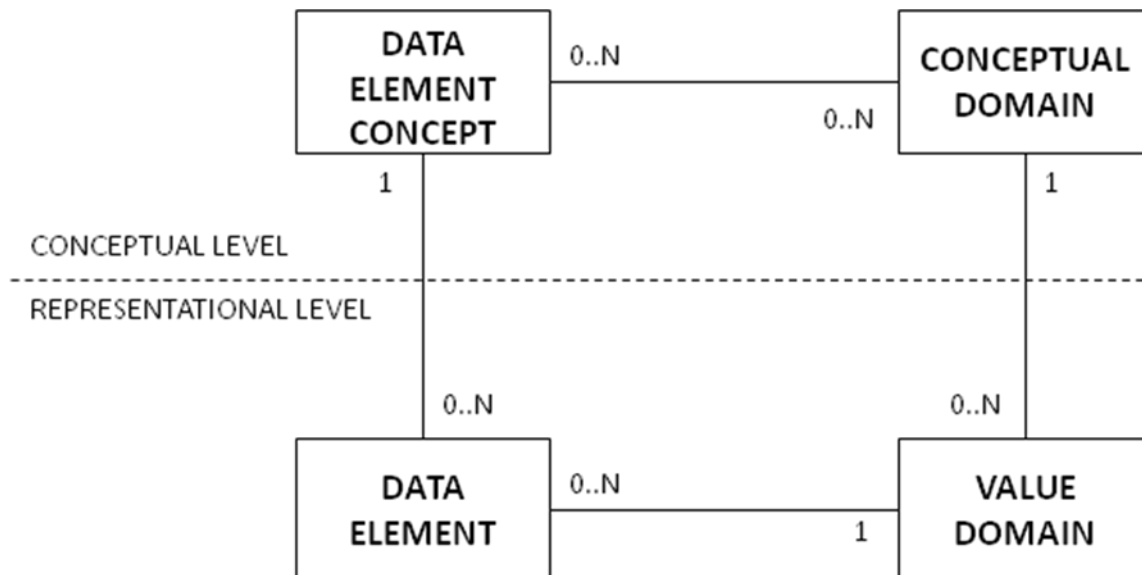 DATA
ELEMENT
CONCEPT
0..N
0..N
CONCEPTUAL
DOMAIN
1
1
CONCEPTUAL LEVEL
REPRESENTATIONAL LEVEL
0..N
0..N
DATA
ELEMENT
0..N
1
VALUE
DOMAIN